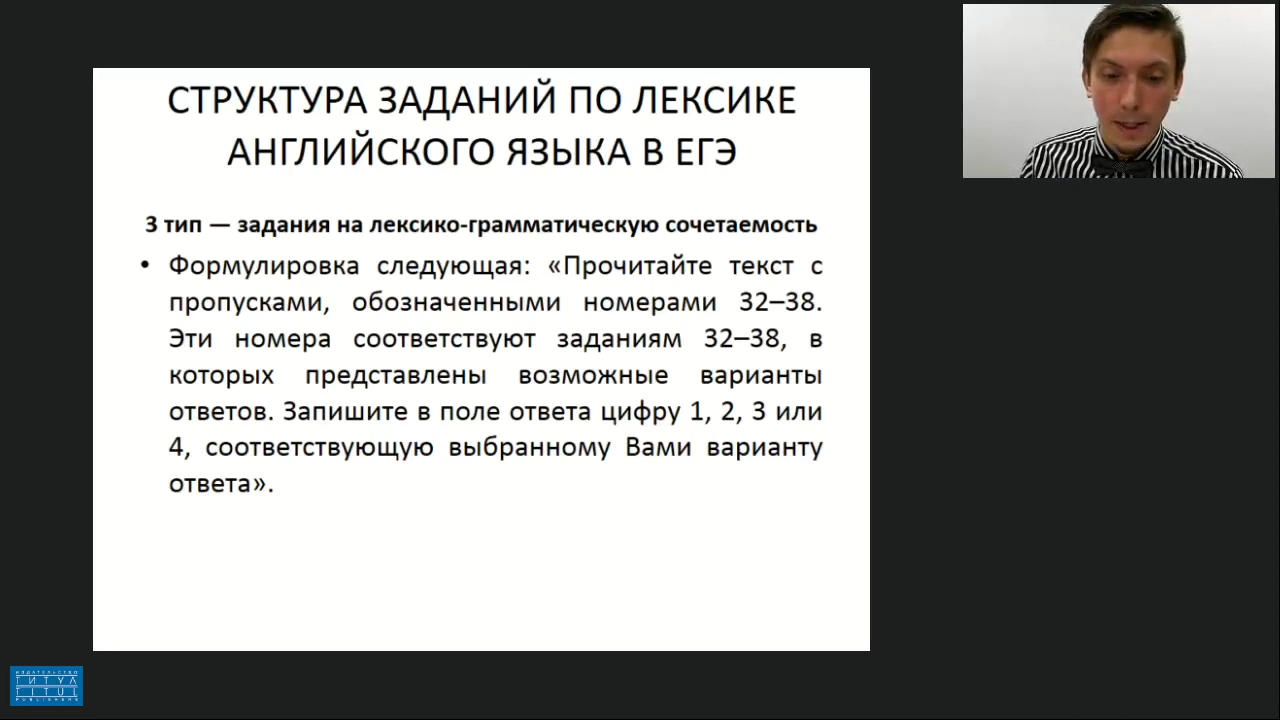 СТРУКТУРА ЗАДАНИЙ ПО ЛЕКСИКЕ
АНГЛИЙСКОГО ЯЗЫКА В ЕГЭ
3 тип — задания на лексико-грамматическую сочетаемость
• Формулировка следующая: «Прочитайте текст с
пропусками, обозначенными номерами 32–38.
Эти номера соответствуют заданиям 32–38, в
которых представлены возможные варианты
ответов. Запишите в поле ответа цифру 1, 2, 3 или
4, соответствующую выбранному Вами варианту
ответа».
ИЗДАТЕЛЬСТВО
ТИТУЛ
TITUL
PUBLISHERS